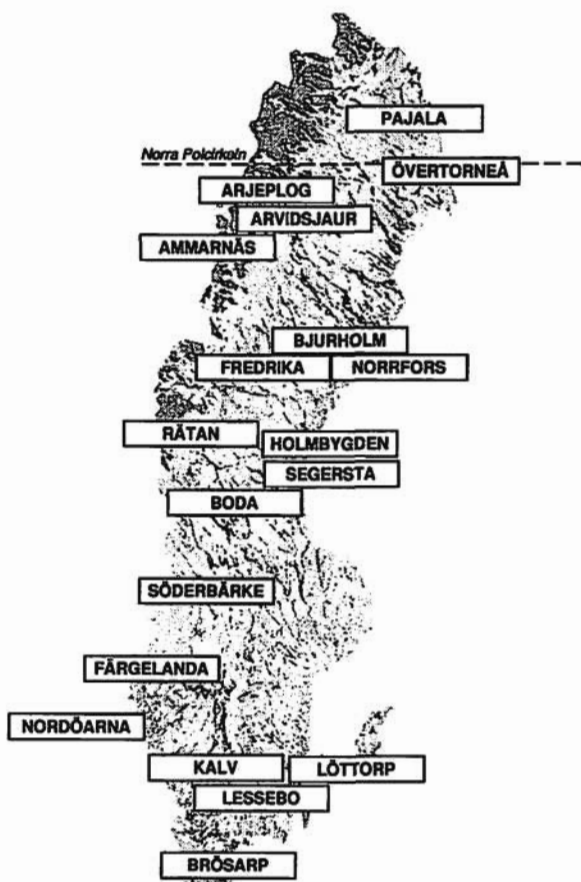 PAJALA
Norra Polcirkeln
ÖVERTORNEÅ
ARJEPLOG
ARVIDSJAUR
AMMARNÄS
BJURHOLM
FREDRIKA
NORRFORS
RÄTAN
HOLMBYGDEN
SEGERSTA
BODA
SÖDERBÄRKE
FÄRGELANDA
NORDÖARNA
KALV
LÖTTORP
LESSEBO
BRÖSARP